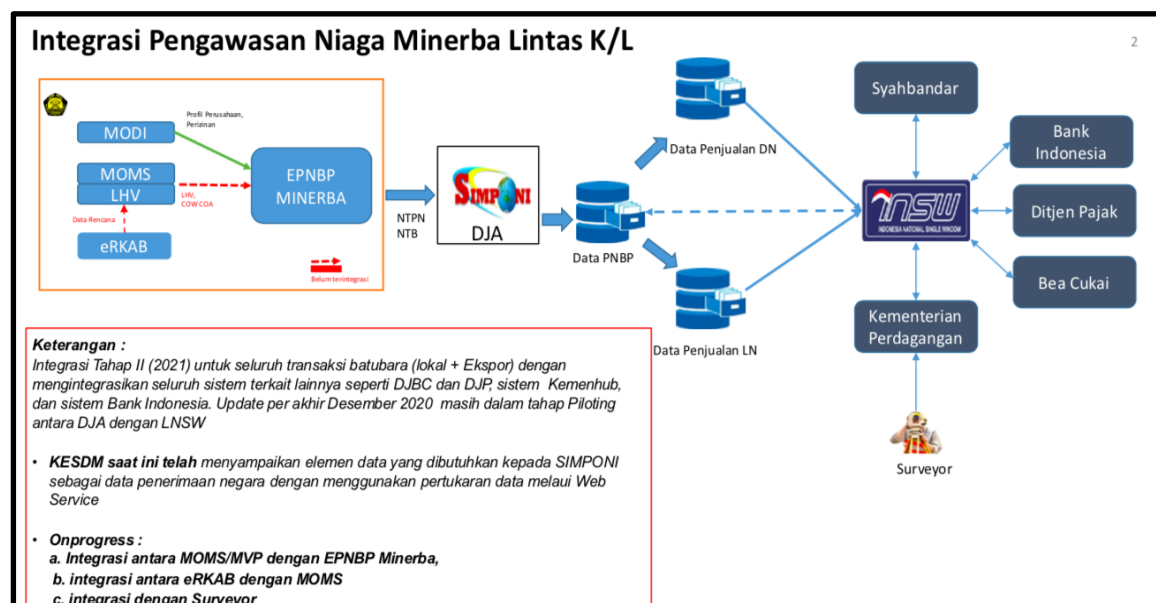 Integrasi Pengawasan Niaga Minerba Lintas K/L
2
MODI
Profil Perusahaan,
Perizinan
MOMS
LHV
LHV,
COW COA
Data Rencana
eRKAB
EPNBP
MINERBA
Belum terintegrasi
NTPN
NTB
SIMPONI
DJA
Data PNBP
Data Penjualan DN
Data Penjualan LN
Syahbandar
Bank
Indonesia
INSW
INDONESIA NATIONAL SINGLE WINDOW
Ditjen Pajak
Bea Cukai
Kementerian
Perdagangan
Surveyor
Keterangan :
Integrasi Tahap II (2021) untuk seluruh transaksi batubara (lokal + Ekspor) dengan
mengintegrasikan seluruh sistem terkait lainnya seperti DJBC dan DJP, sistem Kemenhub,
dan sistem Bank Indonesia. Update per akhir Desember 2020 masih dalam tahap Piloting
antara DJA dengan LNSW
• KESDM saat ini telah menyampaikan elemen data yang dibutuhkan kepada SIMPONI
sebagai data penerimaan negara dengan menggunakan pertukaran data melaui Web
Service
• Onprogress :
a. Integrasi antara MOMS/MVP dengan EPNBP Minerba,
b. integrasi antara eRKAB dengan MOMS
c. integrasi dengan Surveyor